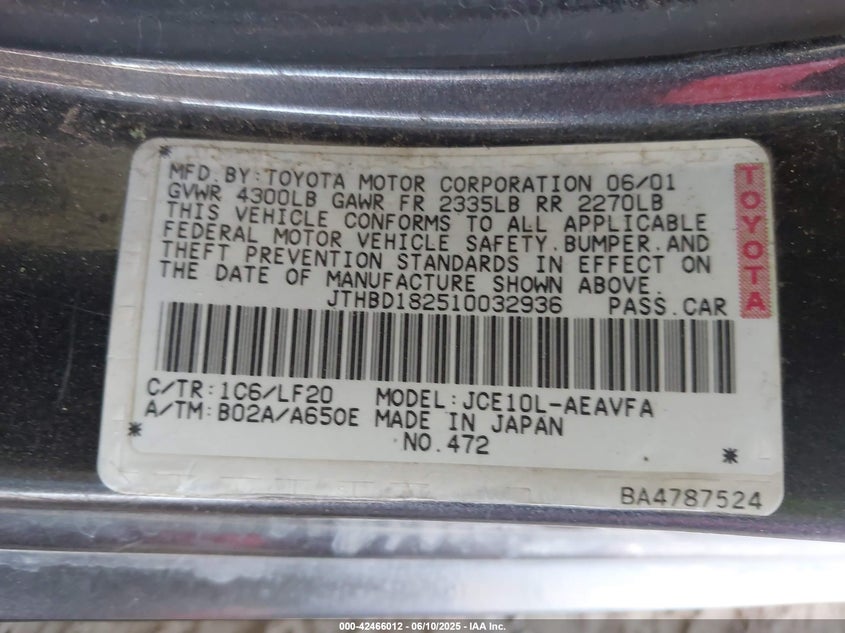 MFD.BY:TOYOTA MOTOR CORPORATION 06/01
GVWR 4300LB GAWR FR 2335LB RR 2270LB
THIS VEHICLE CONFORMS TO ALL APPLICABLE
FEDERAL MOTOR VEHICLE SAFETY.BUMPER.AND
THEFT PREVENTION STANDARDS IN EFFECT ON
THE DATE OF MANUFACTURE SHOWN ABOVE.
JTHBD182510032936 PASS.CAR
TOYOTA
C/TR:1C6/LF20 MODEL:JCE10L-AEAVFA
A/TM:B02A/A650E MADE IN JAPAN
NO.472
BA4787524
000-42466012 - 06/10/2025 - IAA Inc.